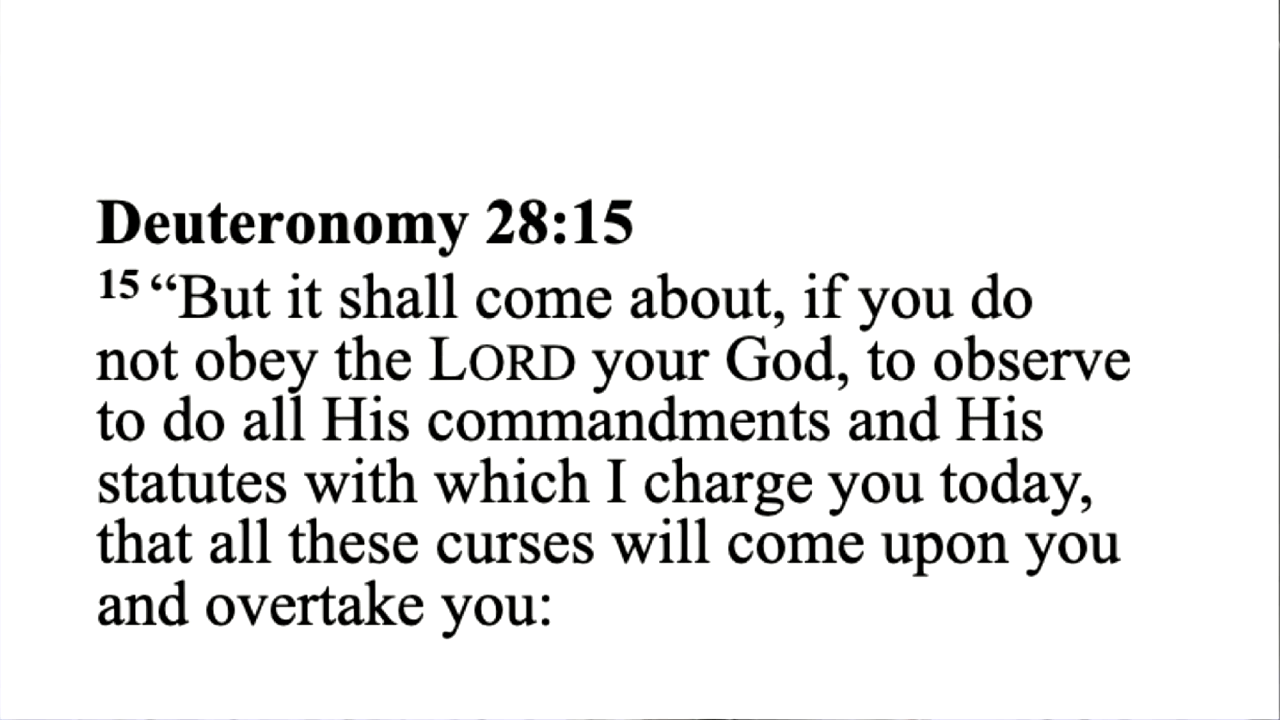 Deuteronomy 28:15
15 “But it shall come about, if you do
not obey the LORD your God, to observe
to do all His commandments and His
statutes with which I charge you today,
that all these curses will come upon you
and overtake you: